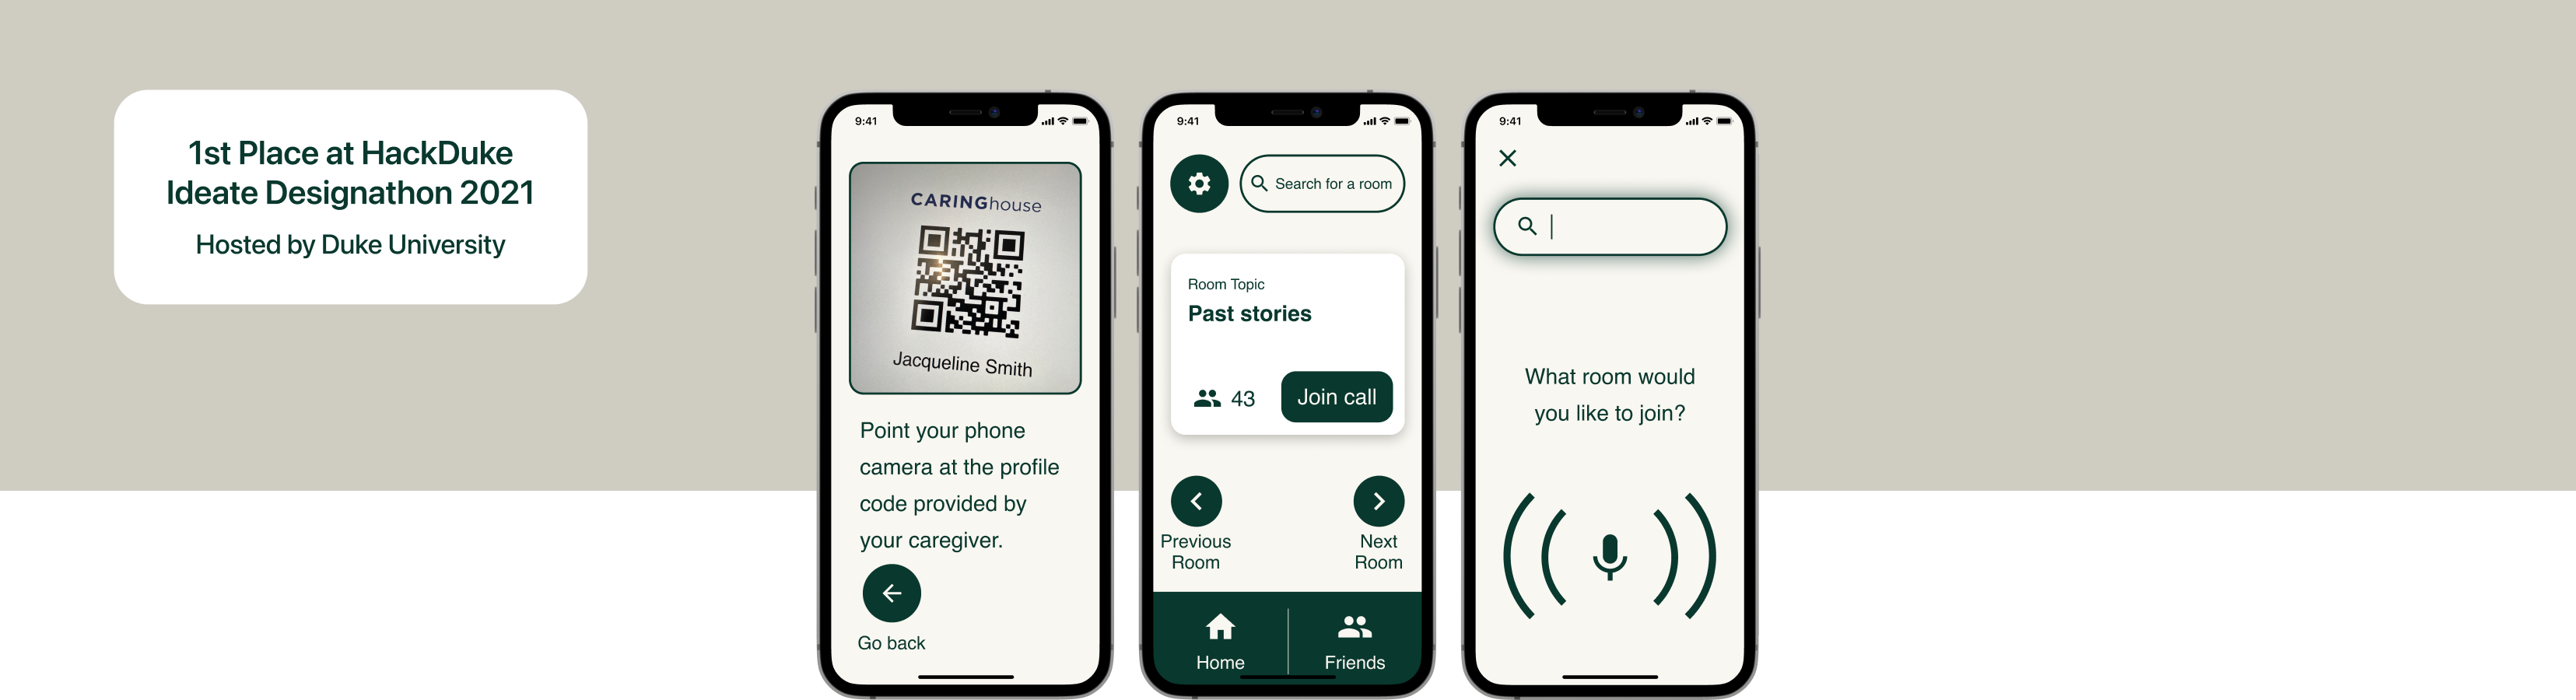 1st Place at HackDuke
Ideate Designathon 2021
Hosted by Duke University
9:41
CARINGhouse
Jacqueline Smith
Point your phone
camera at the profile
code provided by
your caregiver.
Go back
9:41
Search for a room
Room Topic
Past stories
43
Join call
Previous
Room
Next
Room
Home
Friends
9:41
What room would
you like to join?